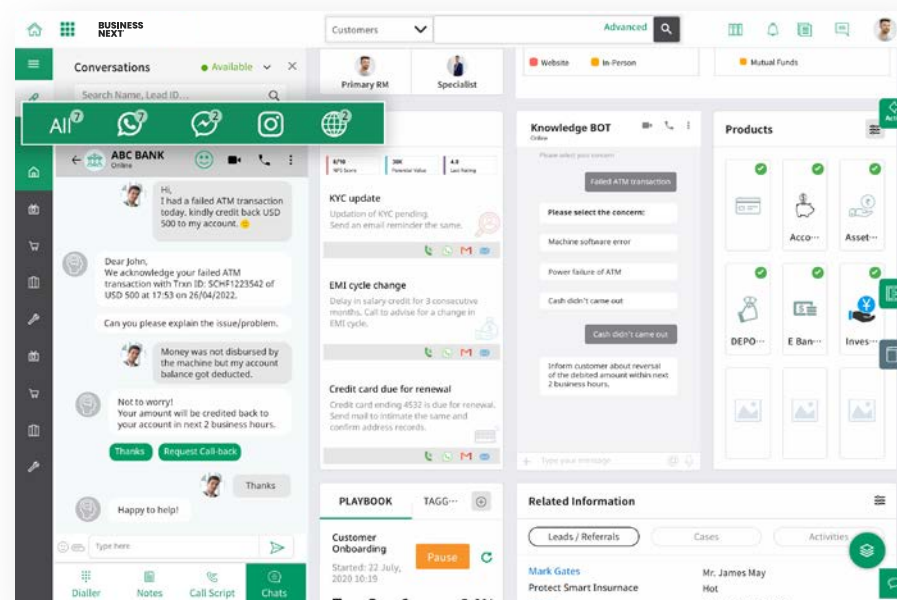 BUSINESS
NEXT
Customers
Advanced
Conversations
Available
Search Name, Lead ID...
Primary RM
Specialist
Website
In-Person
Mutual Funds
All 7
7
2
2
ABC BANK
Online
Hi,
I had a failed ATM transaction
today. kindly credit back USD
500 to my account.
Dear John,
We acknowledge your failed ATM
transaction with Trxn ID: SCHF1223542 of
USD 500 at 17:53 on 26/04/2022.
Can you please explain the issue/problem.
Money was not disbursed by
the machine but my account
balance got deducted.
Not to worry!
Your amount will be credited back to
your account in next 2 business hours.
Thanks
Request Call-back
Thanks
Happy to help!
Type here
Dialler
Notes
Call Script
Chats
NPS Score
Potential Value
Last Rating
KYC update
Updation of KYC pending.
Send an email reminder the same.
EMI cycle change
Delay in salary credit for 3 consecutive
months. Call to advise for a change in
EMI cycle.
Credit card due for renewal
Credit card ending 4532 is due for renewal.
Send mail to intimate the same and
confirm address records.
PLAYBOOK
TAGG...
Customer
Onboarding
Started: 22 July,
2020 10:19
Pause
Knowledge BOT
Online
Please select your concern
Failed ATM transaction
Please select the concern:
Machine software error
Power failure of ATM
Cash didn't came out
Cash didn't came out
Inform customer about reversal
of the debited amount within next
2 business hours.
Type your message
Products
Acco...
Asset...
DEPO...
E Ban...
Inves...
Related Information
Leads / Referrals
Cases
Activities
Mark Gates
Protect Smart Insurnace
Mr. James May
Hot